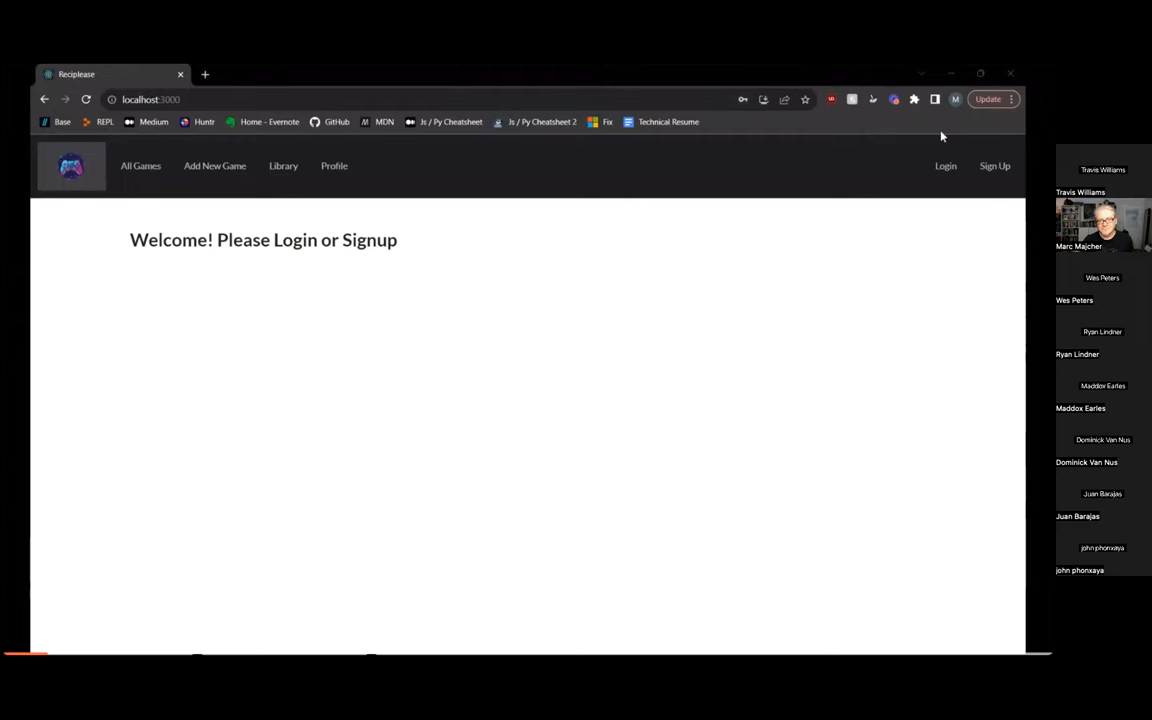 Reciplease
localhost:3000
M
Update
Base
REPL
Medium
Huntr
Home - Evernote
GitHub
MDN
Js / Py Cheatsheet
Js / Py Cheatsheet 2
Fix
Technical Resume
All Games
Add New Game
Library
Profile
Login
Sign Up
Welcome! Please Login or Signup
Travis Williams
Travis Williams
Marc Majcher
Wes Peters
Wes Peters
Ryan Lindner
Ryan Lindner
Maddox Earles
Maddox Earles
Dominick Van Nus
Dominick Van Nus
Juan Barajas
Juan Barajas
john phonxaya
john phonxaya